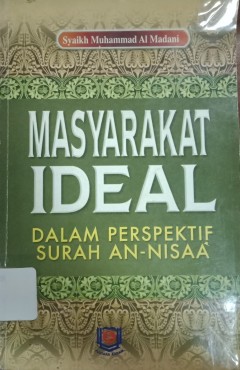 Syaikh Muhammad Al Madani
MASYARAKAT
IDEAL
DALAM PERSPEKTIF
SURAH AN-NISAA`